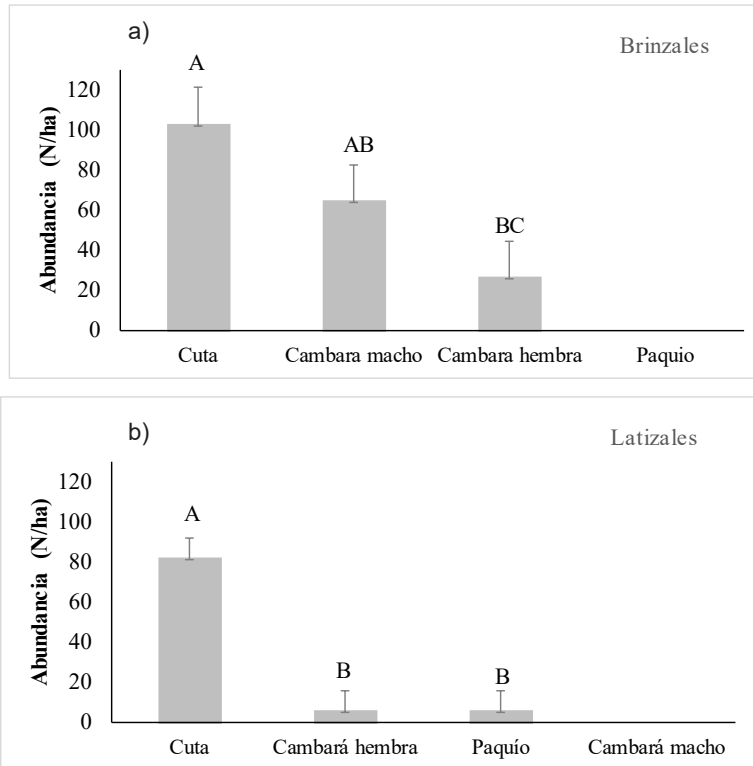 a)
Brinzales
Abundancia (N/ha)
120
100
80
60
40
20
0
A
AB
BC
Cuta Cambara macho Cambara hembra Paquio
b)
Latizales
Abundancia (N/ha)
120
100
80
60
40
20
0
A
B B
Cuta Cambará hembra Paquío Cambará macho